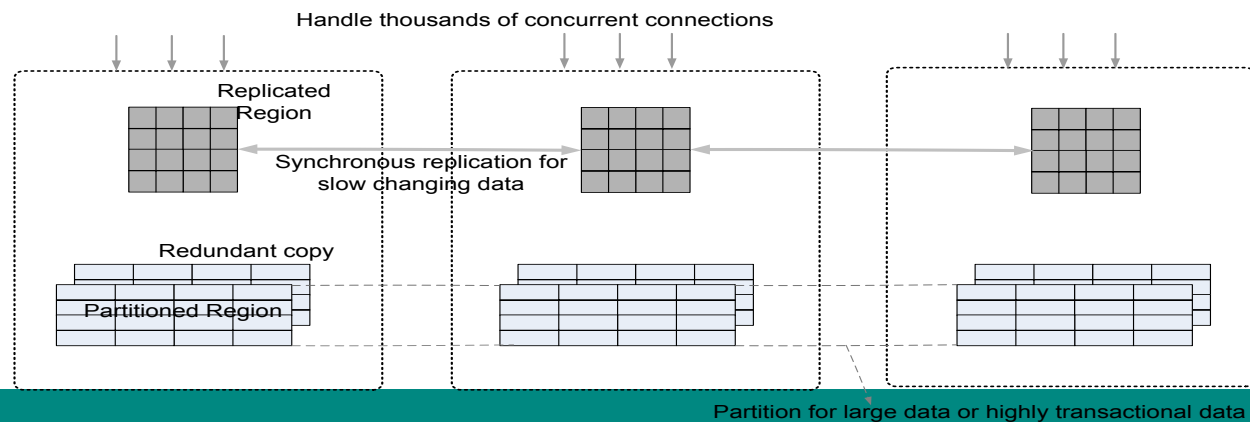 Handle thousands of concurrent connections
Replicated
Region
Synchronous replication for
slow changing data
Redundant copy
Partitioned Region
Partition for large data or highly transactional data